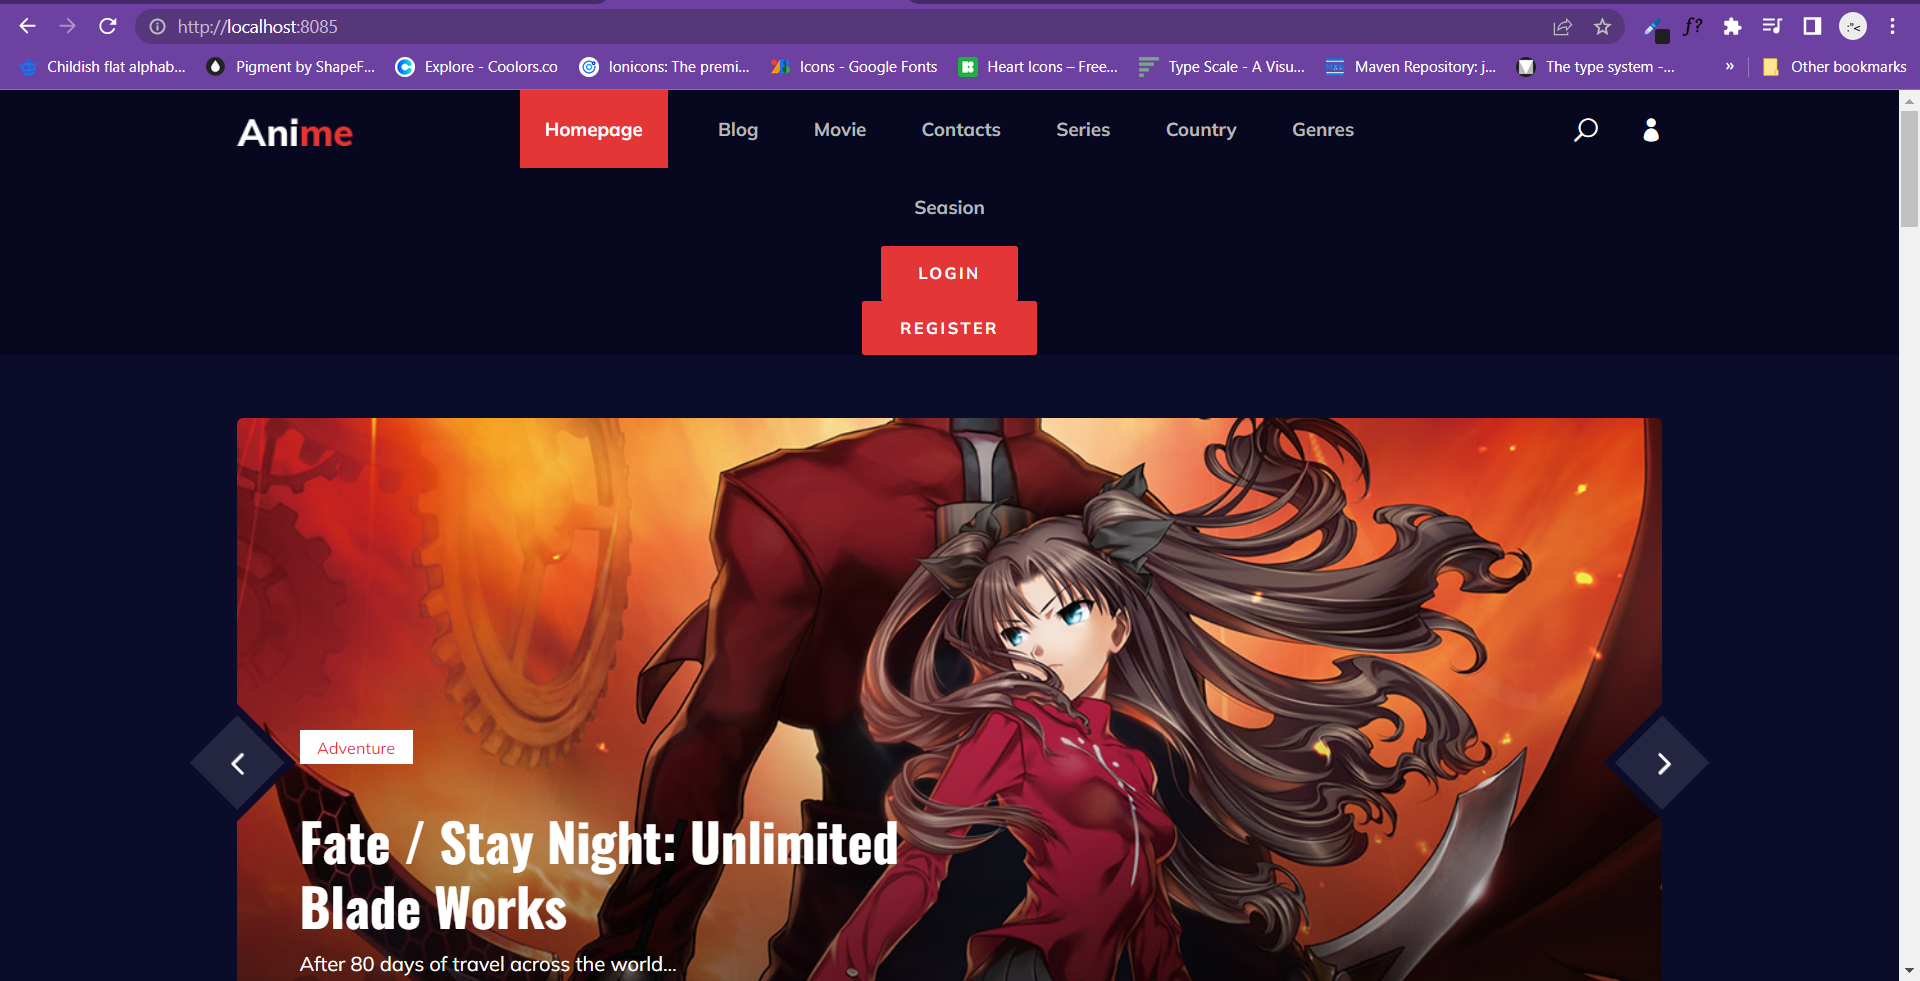 http://localhost:8085
Childish flat alphab... Pigment by ShapeF... Explore - Coolors.co Ionicons: The premi... Icons - Google Fonts Heart Icons – Free... Type Scale - A Visu... Maven Repository: j... The type system -... » Other bookmarks
Anime Homepage Blog Movie Contacts Series Country Genres
Seasion
LOGIN
REGISTER
Adventure
Fate / Stay Night: Unlimited
Blade Works
After 80 days of travel across the world...